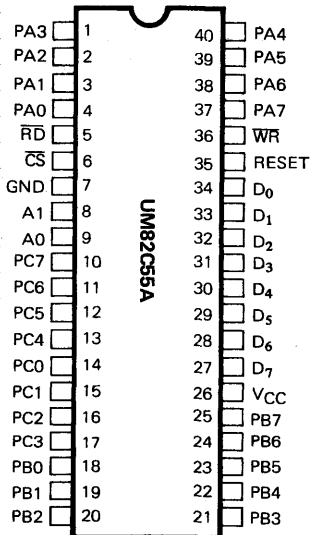 PA3 1 40 PA4
PA2 2 39 PA5
PA1 3 38 PA6
PA0 4 37 PA7
R̅D̅ 5 36 W̅R̅
C̅S̅ 6 35 RESET
GND 7 34 D₀
A1 8 33 D₁
A0 9 32 D₂
PC7 10 31 D₃
PC6 11 30 D₄
PC5 12 29 D₅
PC4 13 28 D₆
PC0 14 27 D₇
PC1 15 26 VCC
PC2 16 25 PB7
PC3 17 24 PB6
PB0 18 23 PB5
PB1 19 22 PB4
PB2 20 21 PB3
UM82C55A